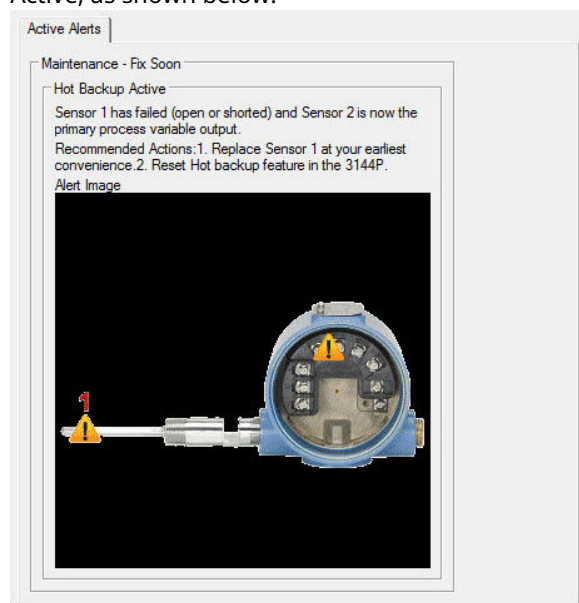 Active, as shown below.
Active Alerts
Maintenance - Fix Soon
Hot Backup Active
Sensor 1 has failed (open or shorted) and Sensor 2 is now the
primary process variable output.
Recommended Actions:1. Replace Sensor 1 at your earliest
convenience.2. Reset Hot backup feature in the 3144P.
Alert Image
1